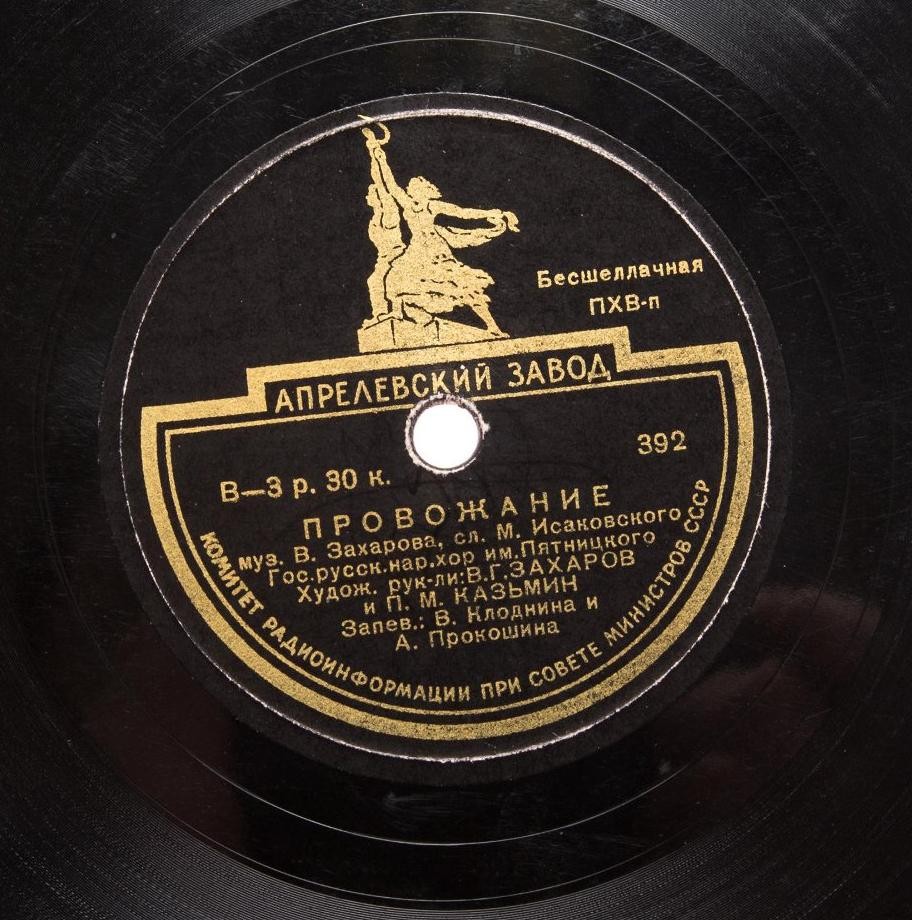 Бесшеллачная
ПХВ-п
АПРЕЛЕВСКИЙ ЗАВОД
392
В—3 р. 30 к.
ПРОВОЖАНИЕ
муз. В. Захарова, сл. М. Исаковского
Гос.русск.нар.хор им.Пятницкого
Худож. рук-ли:В.Г.ЗАХАРОВ
и П. М. КАЗЬМИН
Запев.: В. Клоднина и
А. Прокошина
КОМИТЕТ РАДИОИНФОРМАЦИИ ПРИ СОВЕТЕ МИНИСТРОВ СССР